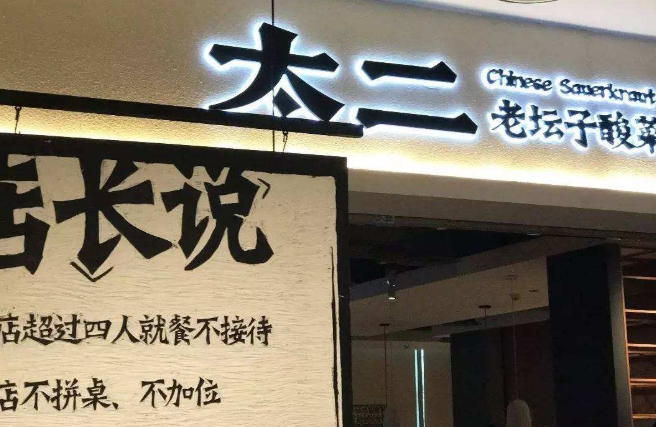 太二
Chinese Sauerkraut
老坛子酸菜
店长说
店超过四人就餐不接待
店不拼桌、不加位